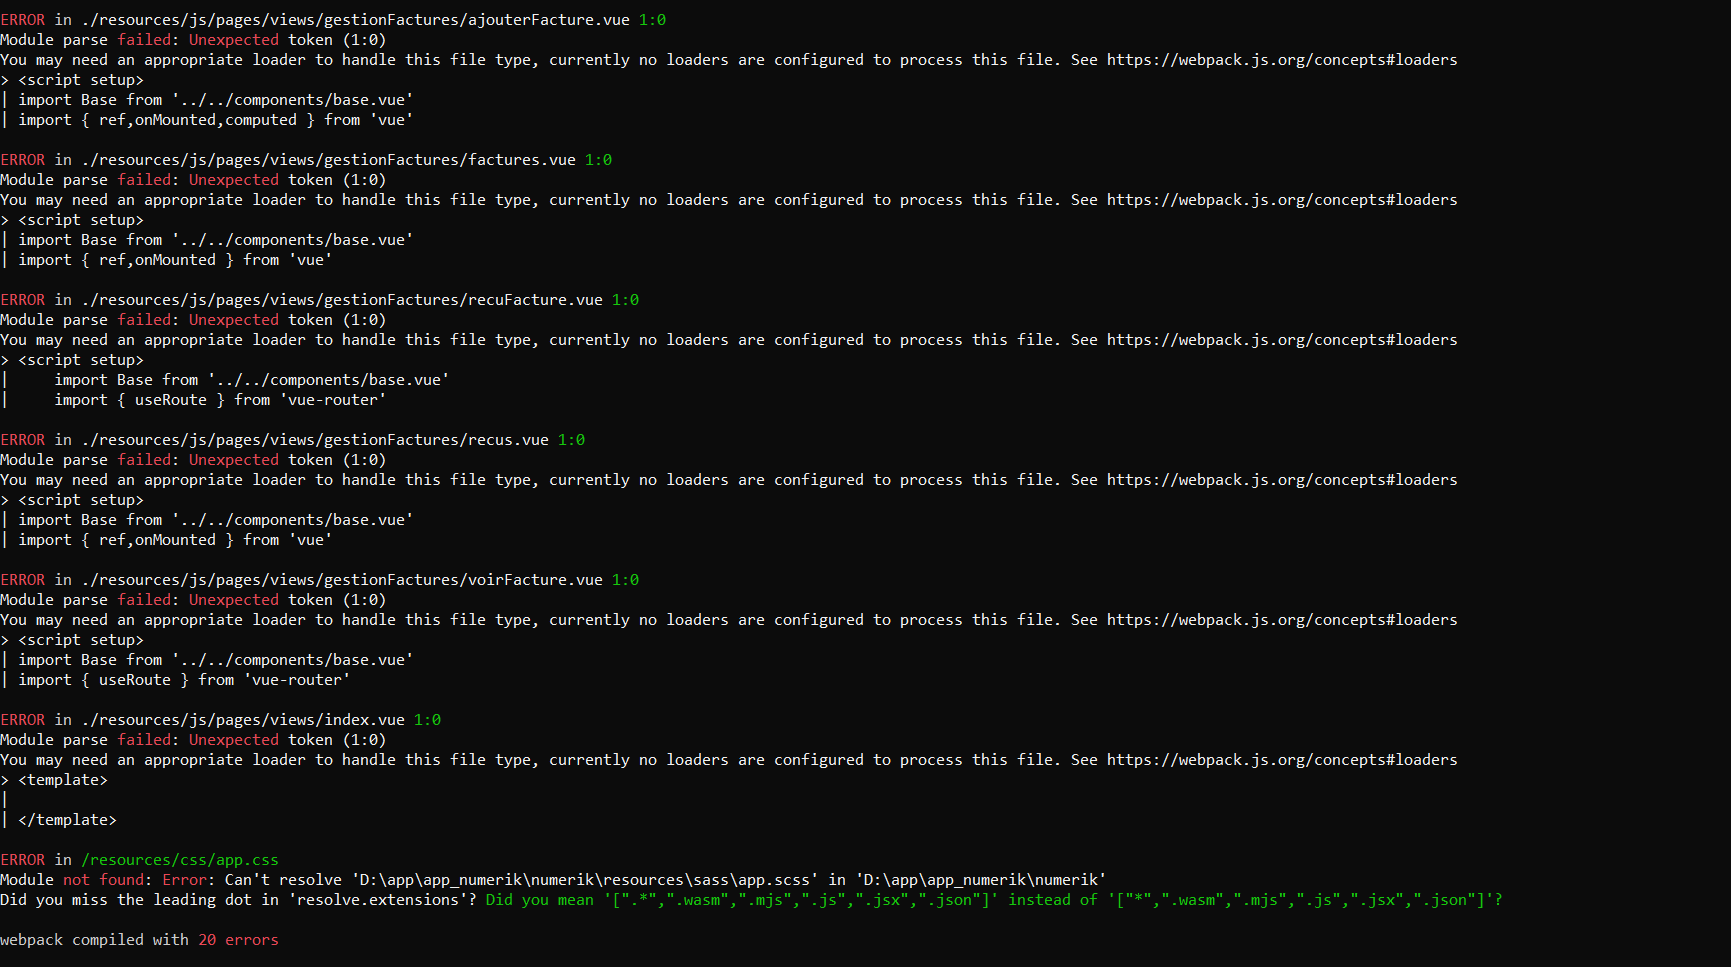 ERROR in ./resources/js/pages/views/gestionFactures/ajouterFacture.vue 1:0
Module parse failed: Unexpected token (1:0)
You may need an appropriate loader to handle this file type, currently no loaders are configured to process this file. See https://webpack.js.org/concepts#loaders
> <script setup>
| import Base from '../../components/base.vue'
| import { ref,onMounted,computed } from 'vue'

ERROR in ./resources/js/pages/views/gestionFactures/factures.vue 1:0
Module parse failed: Unexpected token (1:0)
You may need an appropriate loader to handle this file type, currently no loaders are configured to process this file. See https://webpack.js.org/concepts#loaders
> <script setup>
| import Base from '../../components/base.vue'
| import { ref,onMounted } from 'vue'

ERROR in ./resources/js/pages/views/gestionFactures/recuFacture.vue 1:0
Module parse failed: Unexpected token (1:0)
You may need an appropriate loader to handle this file type, currently no loaders are configured to process this file. See https://webpack.js.org/concepts#loaders
> <script setup>
|     import Base from '../../components/base.vue'
|     import { useRoute } from 'vue-router'

ERROR in ./resources/js/pages/views/gestionFactures/recus.vue 1:0
Module parse failed: Unexpected token (1:0)
You may need an appropriate loader to handle this file type, currently no loaders are configured to process this file. See https://webpack.js.org/concepts#loaders
> <script setup>
| import Base from '../../components/base.vue'
| import { ref,onMounted } from 'vue'

ERROR in ./resources/js/pages/views/gestionFactures/voirFacture.vue 1:0
Module parse failed: Unexpected token (1:0)
You may need an appropriate loader to handle this file type, currently no loaders are configured to process this file. See https://webpack.js.org/concepts#loaders
> <script setup>
| import Base from '../../components/base.vue'
| import { useRoute } from 'vue-router'

ERROR in ./resources/js/pages/views/index.vue 1:0
Module parse failed: Unexpected token (1:0)
You may need an appropriate loader to handle this file type, currently no loaders are configured to process this file. See https://webpack.js.org/concepts#loaders
> <template>
|
| </template>

ERROR in /resources/css/app.css
Module not found: Error: Can't resolve 'D:\app\app_numerik\numerik\resources\sass\app.scss' in 'D:\app\app_numerik\numerik'
Did you miss the leading dot in 'resolve.extensions'? Did you mean '[".*",".wasm",".mjs",".js",".jsx",".json"]' instead of '["*",".wasm",".mjs",".js",".jsx",".json"]'?

webpack compiled with 20 errors